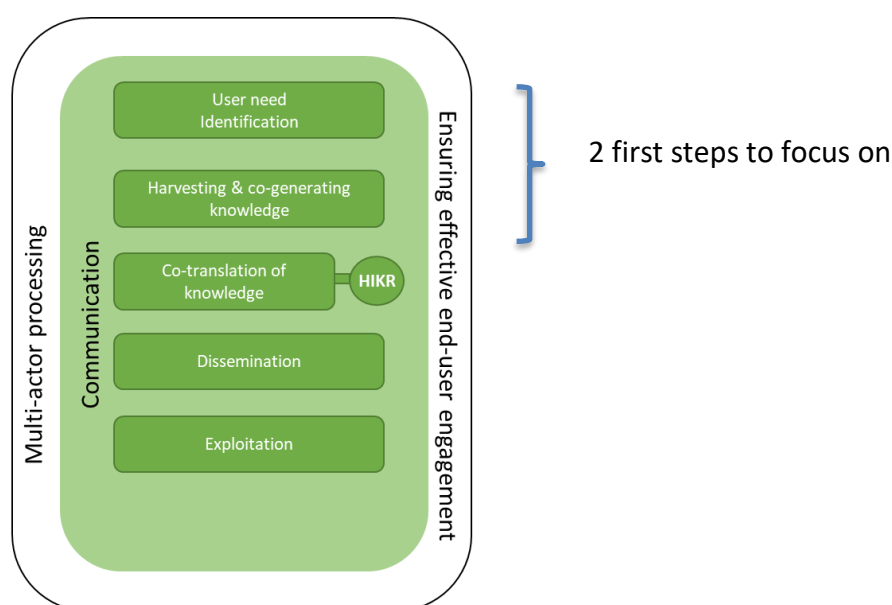 User need
Identification
Harvesting & co-generating
knowledge
Co-translation of
knowledge
HIKR
Dissemination
Exploitation
Communication
Multi-actor processing
Ensuring effective end-user engagement
2 first steps to focus on